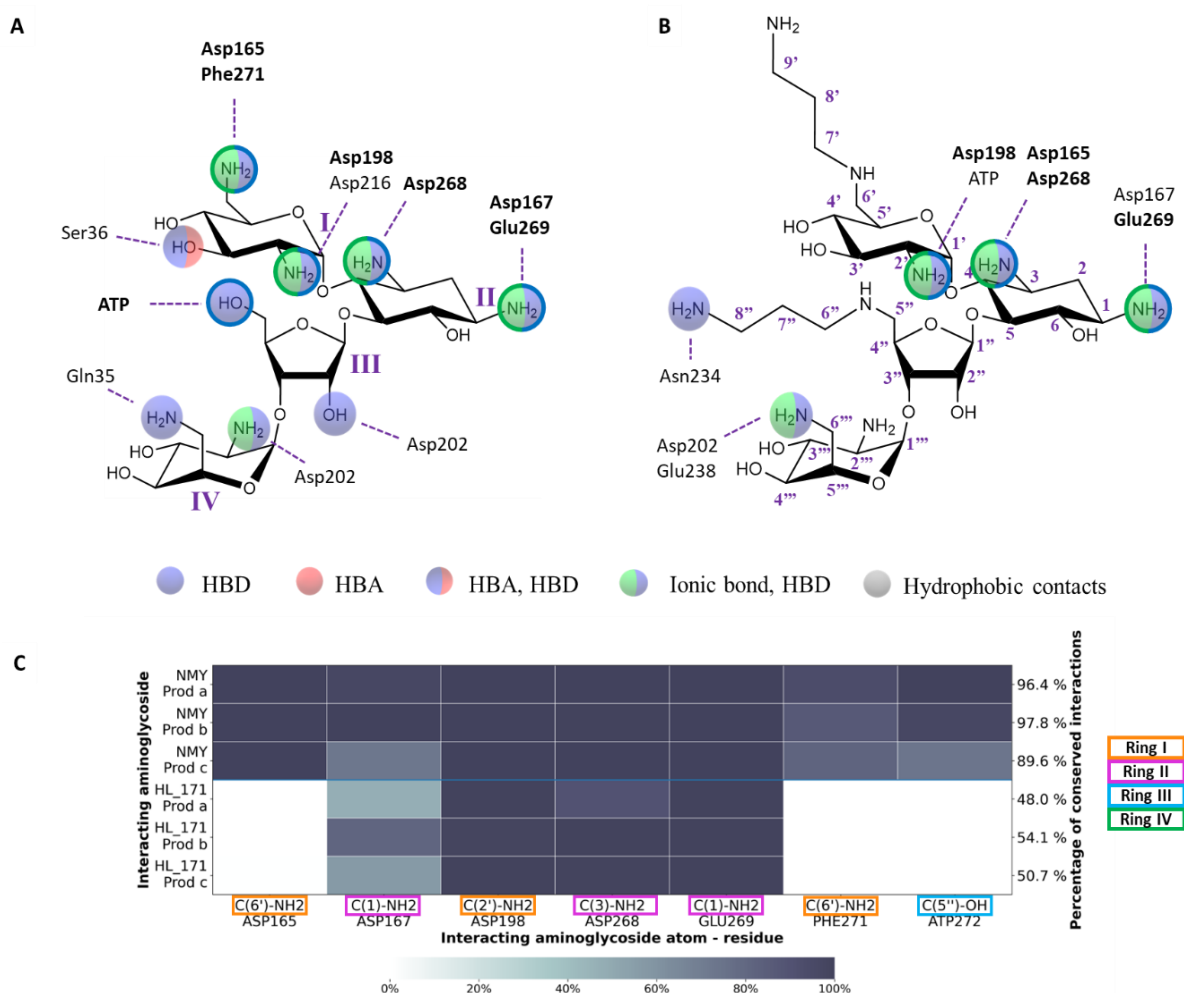 A
Asp165
Phe271
NH2
Asp198
Asp216
Asp268
Asp167
Glu269
I
O
HO
Ser36
HO
NH2
O
H2N
II
NH2
ATP
HO
O
O
OH
III
Gln35
H2N
NH2
O
OH
Asp202
HO
HO
Asp202
O
IV
B
NH2
9’
8’
7’
NH
6’
Asp198
ATP
Asp165
Asp268
Asp167
Glu269
4’
5’
O
HO
HO
3’
2’
1’
NH2
O
4
H2N
3
2
1
NH2
H2N
8”
7”
6”
H
N
5”
O
O
5
6
OH
4”
1”
3”
2”
Asn234
O
OH
H2N
6”’
NH2
1”’
Asp202
Glu238
HO
3”’
2”’
HO
4”’
5”’
O
HBD
HBA
HBA, HBD
Ionic bond, HBD
Hydrophobic contacts
C
Interacting aminoglycoside
NMY
Prod a
96.4 %
NMY
Prod b
97.8 %
NMY
Prod c
89.6 %
HL_171
Prod a
48.0 %
HL_171
Prod b
54.1 %
HL_171
Prod c
50.7 %
Percentage of conserved interactions
Ring I
Ring II
Ring III
Ring IV
C(6')-NH2 C(1)-NH2 C(2')-NH2 C(3)-NH2 C(1)-NH2 C(6')-NH2 C(5'')-OH
ASP165 ASP167 ASP198 ASP268 GLU269 PHE271 ATP272
Interacting aminoglycoside atom - residue
0% 20% 40% 60% 80% 100%